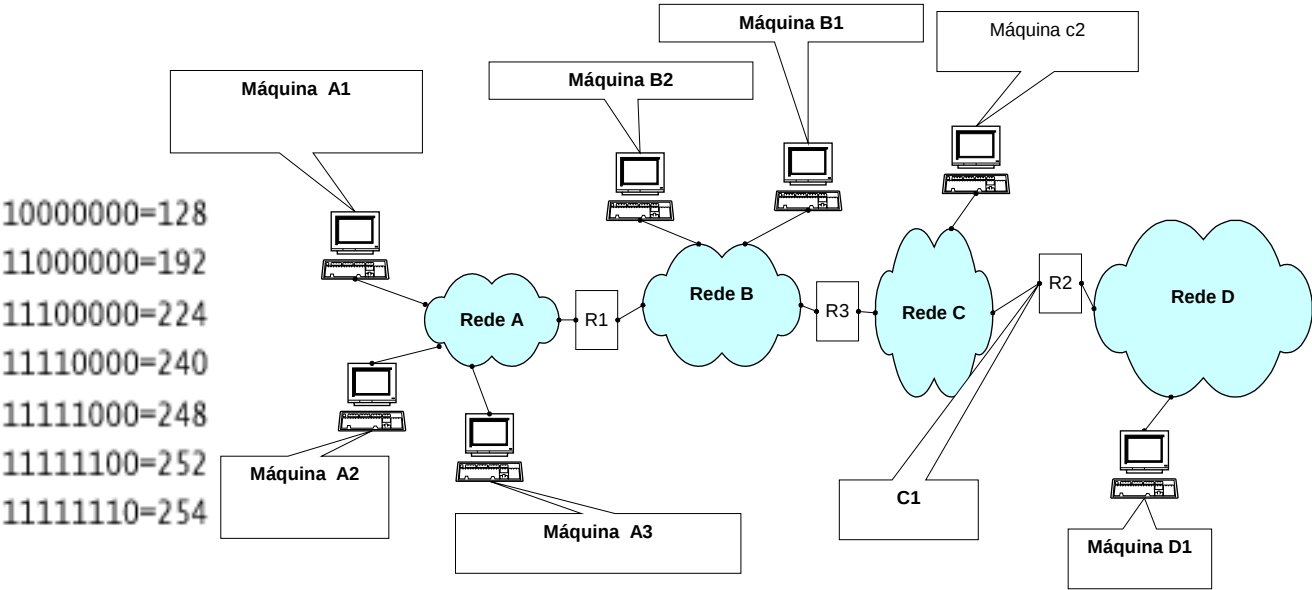 Máquina B1
Máquina c2
Máquina B2
Máquina  A1
10000000=128
11000000=192
11100000=224
11110000=240
11111000=248
11111100=252
11111110=254
Rede A
R1
Rede B
R3
Rede C
R2
Rede D
Máquina  A2
Máquina  A3
C1
Máquina D1